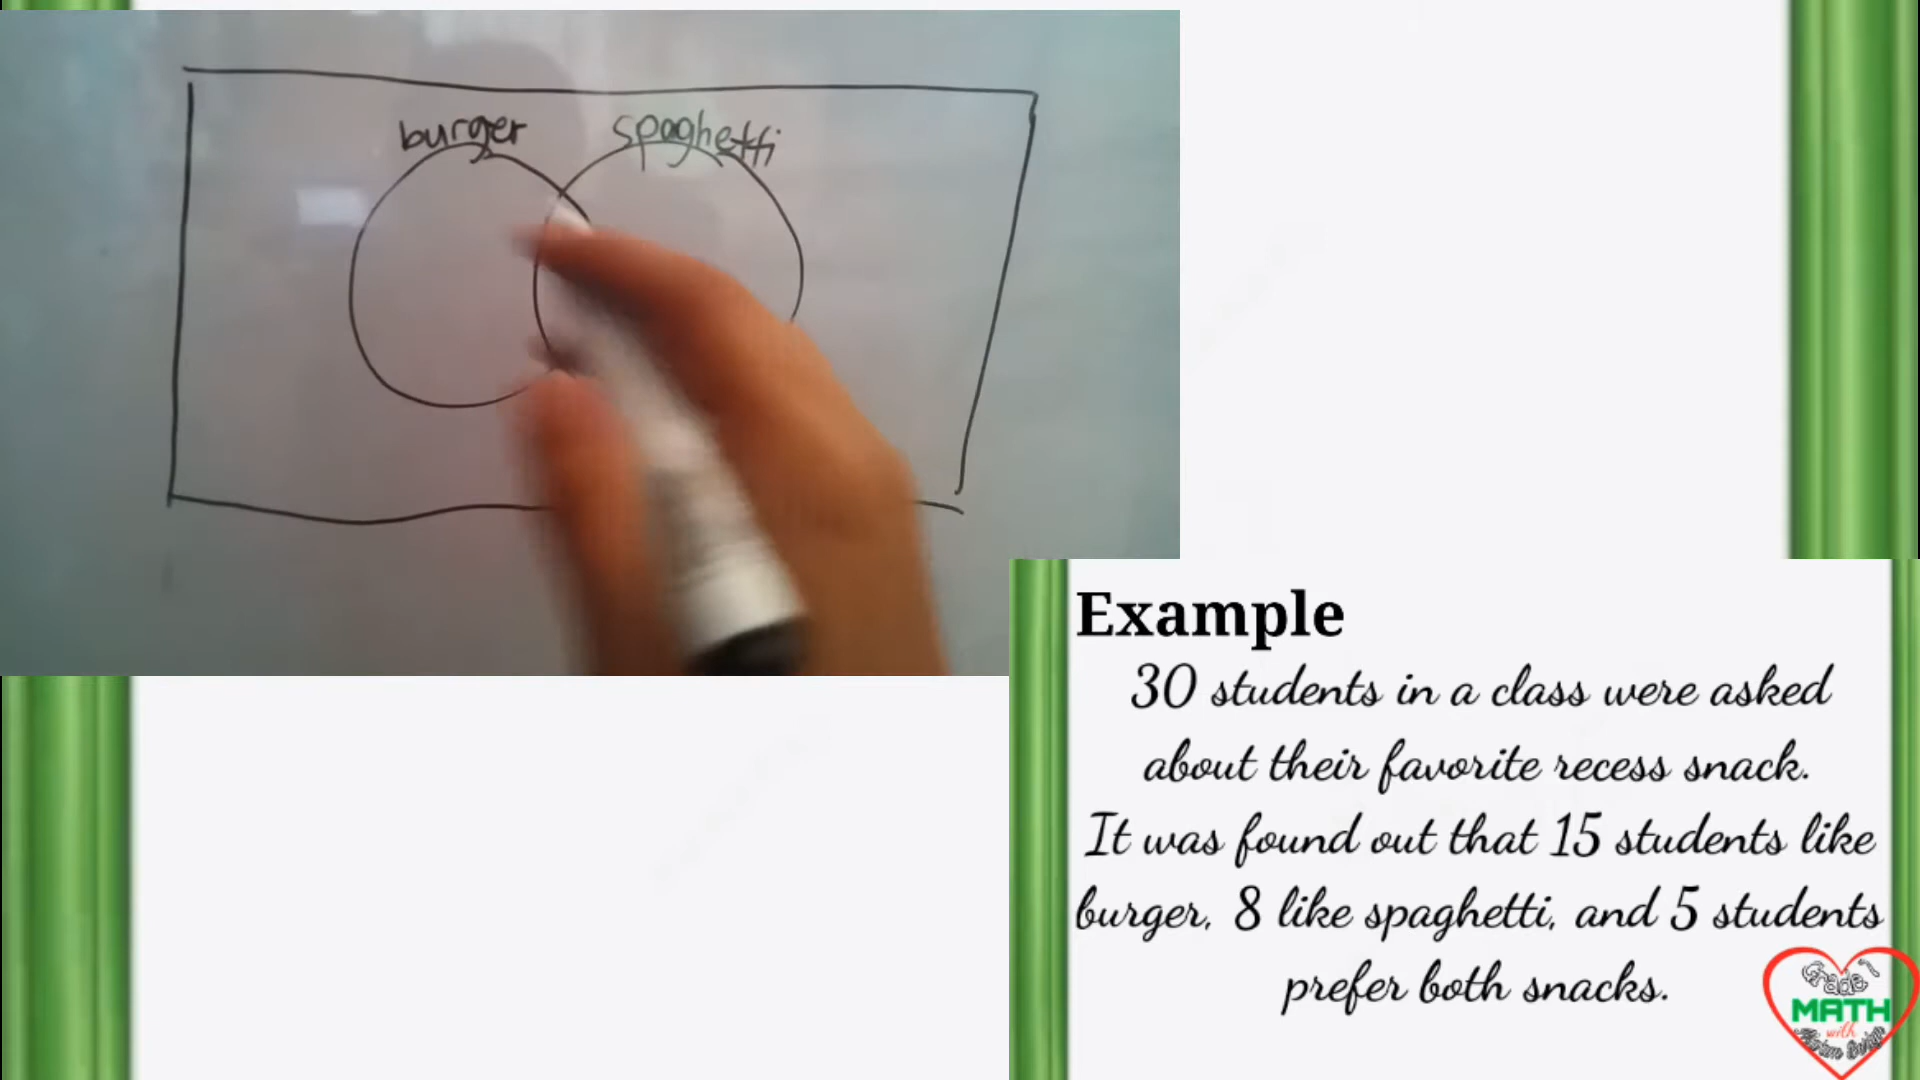 burger spaghetti
Example
30 students in a class were asked
about their favorite recess snack.
It was found out that 15 students like
burger, 8 like spaghetti, and 5 students
prefer both snacks.
Grade 7
MATH
with